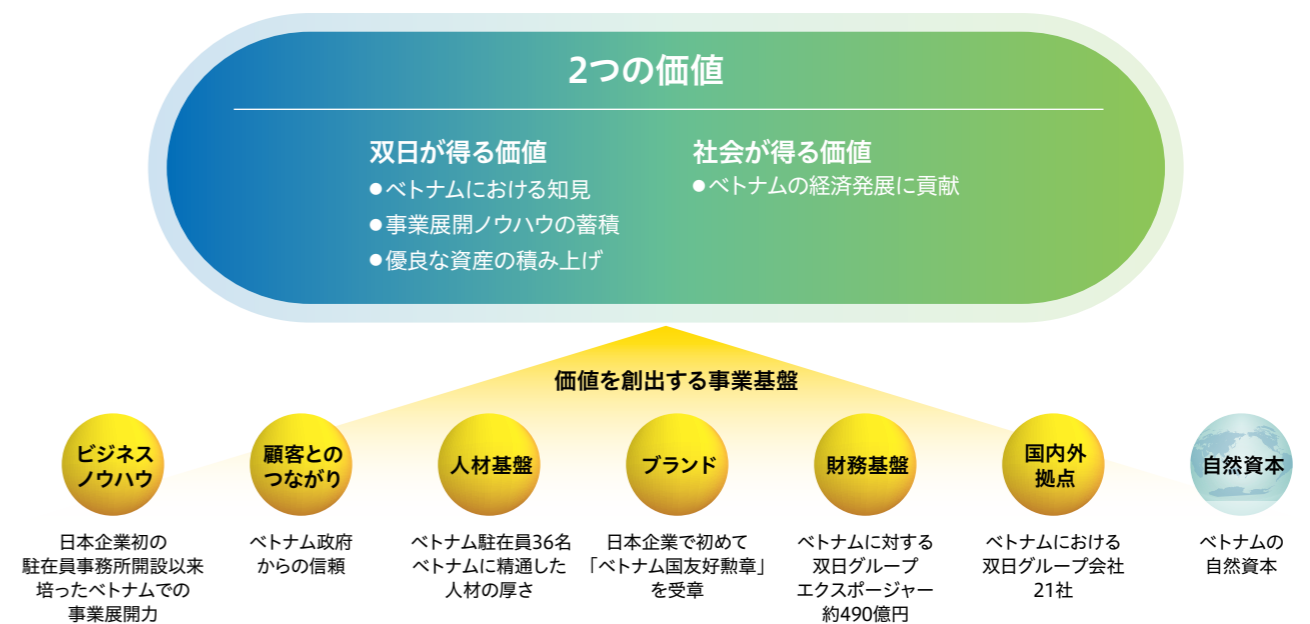 2つの価値
双日が得る価値
●ベトナムにおける知見
●事業展開ノウハウの蓄積
●優良な資産の積み上げ
社会が得る価値
●ベトナムの経済発展に貢献
価値を創出する事業基盤
ビジネス
ノウハウ
日本企業初の
駐在員事務所開設以来
培ったベトナムでの
事業展開力
顧客との
つながり
ベトナム政府
からの信頼
人材基盤
ベトナム駐在員36名
ベトナムに精通した
人材の厚さ
ブランド
日本企業で初めて
「ベトナム国友好勲章」
を受章
財務基盤
ベトナムに対する
双日グループ
エクスポージャー
約490億円
国内外
拠点
ベトナムにおける
双日グループ会社
21社
自然資本
ベトナムの
自然資本